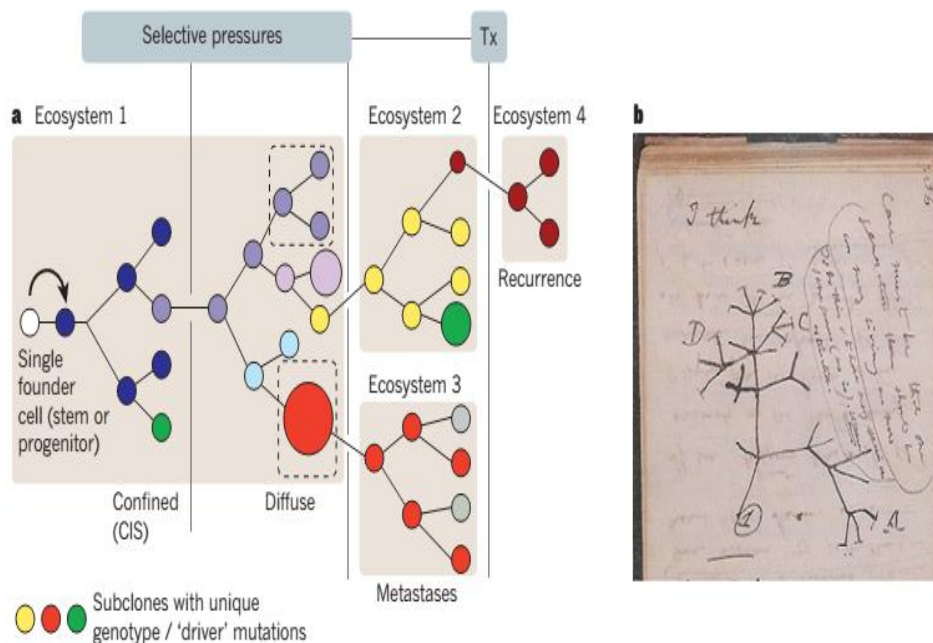 Selective pressures
Tx
a Ecosystem 1
Ecosystem 2
Ecosystem 4
b
I think
B
C
D
Recurrence
Single
founder
cell (stem or
progenitor)
Ecosystem 3
A
1
Confined
(CIS)
Diffuse
Metastases
Subclones with unique
genotype / 'driver' mutations